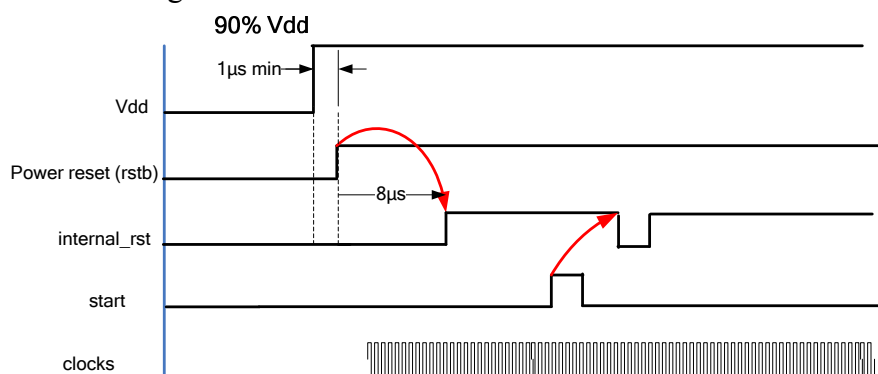 90% Vdd
1µs min
Vdd
Power reset (rstb)
8µs
internal_rst
start
clocks